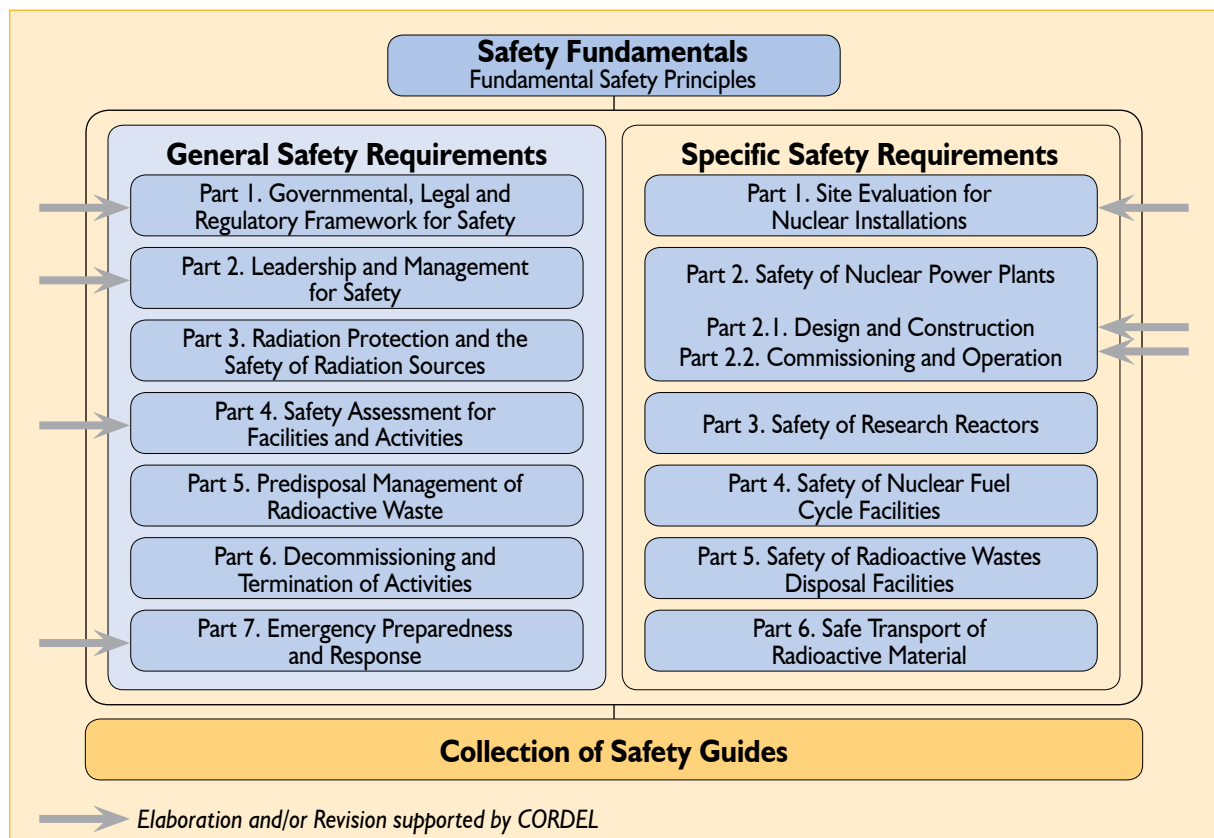 Safety Fundamentals
Fundamental Safety Principles
General Safety Requirements
Part 1. Governmental, Legal and
Regulatory Framework for Safety
Part 2. Leadership and Management
for Safety
Part 3. Radiation Protection and the
Safety of Radiation Sources
Part 4. Safety Assessment for
Facilities and Activities
Part 5. Predisposal Management of
Radioactive Waste
Part 6. Decommissioning and
Termination of Activities
Part 7. Emergency Preparedness
and Response
Specific Safety Requirements
Part 1. Site Evaluation for
Nuclear Installations
Part 2. Safety of Nuclear Power Plants
Part 2.1. Design and Construction
Part 2.2. Commissioning and Operation
Part 3. Safety of Research Reactors
Part 4. Safety of Nuclear Fuel
Cycle Facilities
Part 5. Safety of Radioactive Wastes
Disposal Facilities
Part 6. Safe Transport of
Radioactive Material
Collection of Safety Guides
Elaboration and/or Revision supported by CORDEL